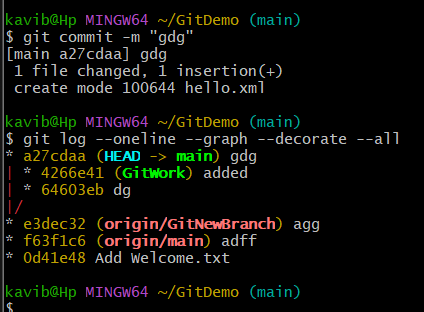 kavib@Hp MINGW64 ~/GitDemo (main)
$ git commit -m "gdg"
[main a27cdaa] gdg
 1 file changed, 1 insertion(+)
 create mode 100644 hello.xml

kavib@Hp MINGW64 ~/GitDemo (main)
$ git log --oneline --graph --decorate --all
* a27cdaa (HEAD -> main) gdg
| * 4266e41 (GitWork) added
| * 64603eb dg
|/
* e3dec32 (origin/GitNewBranch) agg
* f63f1c6 (origin/main) adff
* 0d41e48 Add Welcome.txt

kavib@Hp MINGW64 ~/GitDemo (main)
$